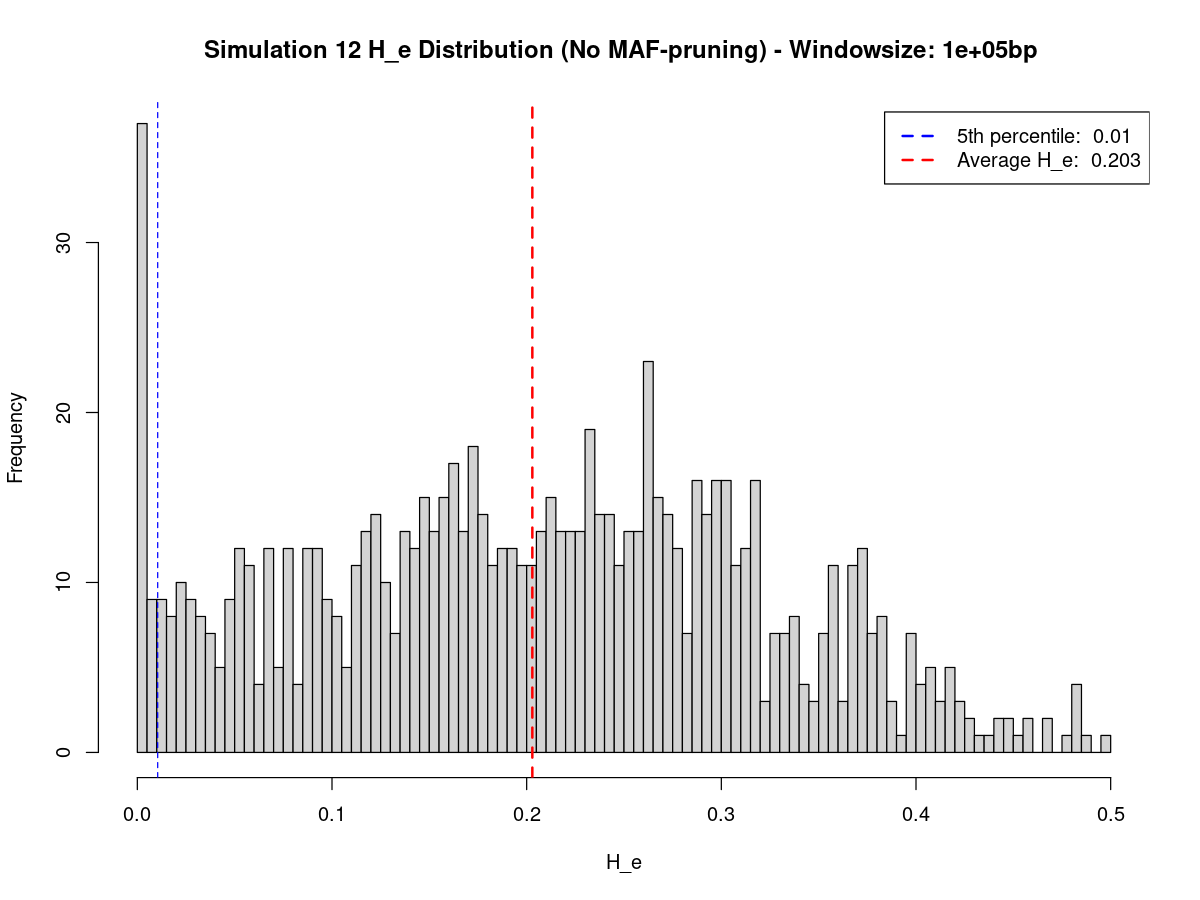 Simulation 12 H_e Distribution (No MAF-pruning) - Windowsize: 1e+05bp
5th percentile: 0.01
Average H_e: 0.203
Frequency
30
20
10
0
0.0 0.1 0.2 0.3 0.4 0.5
H_e